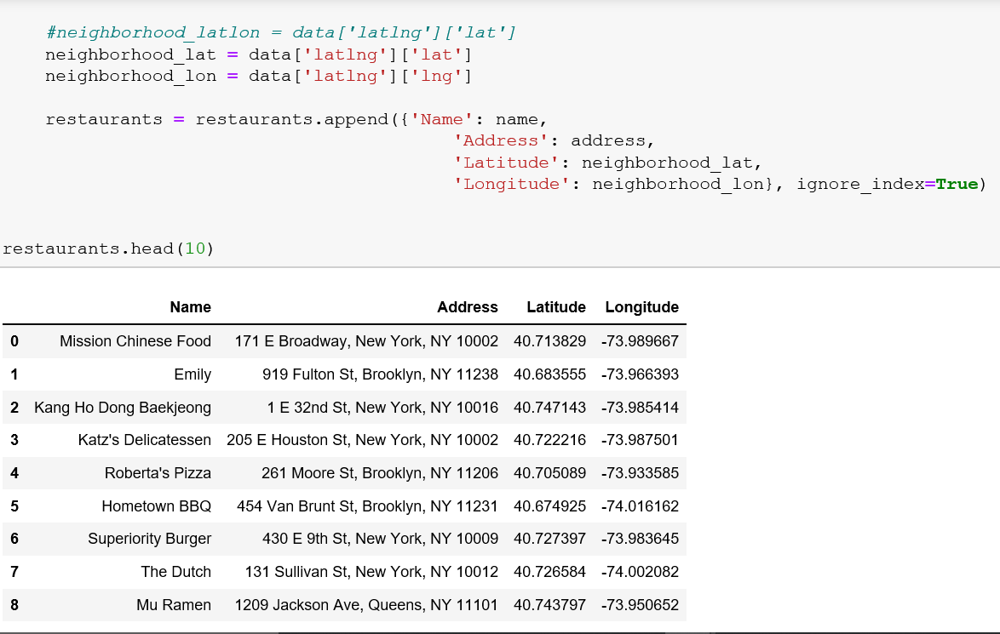 #neighborhood_latlon = data['latlng']['lat']
neighborhood_lat = data['latlng']['lat']
neighborhood_lon = data['latlng']['lng']
restaurants = restaurants.append({'Name': name,
'Address': address,
'Latitude': neighborhood_lat,
'Longitude': neighborhood_lon}, ignore_index=True)
restaurants.head(10)
Name Address Latitude Longitude
0 Mission Chinese Food 171 E Broadway, New York, NY 10002 40.713829 -73.989667
1 Emily 919 Fulton St, Brooklyn, NY 11238 40.683555 -73.966393
2 Kang Ho Dong Baekjeong 1 E 32nd St, New York, NY 10016 40.747143 -73.985414
3 Katz's Delicatessen 205 E Houston St, New York, NY 10002 40.722216 -73.987501
4 Roberta's Pizza 261 Moore St, Brooklyn, NY 11206 40.705089 -73.933585
5 Hometown BBQ 454 Van Brunt St, Brooklyn, NY 11231 40.674925 -74.016162
6 Superiority Burger 430 E 9th St, New York, NY 10009 40.727397 -73.983645
7 The Dutch 131 Sullivan St, New York, NY 10012 40.726584 -74.002082
8 Mu Ramen 1209 Jackson Ave, Queens, NY 11101 40.743797 -73.950652